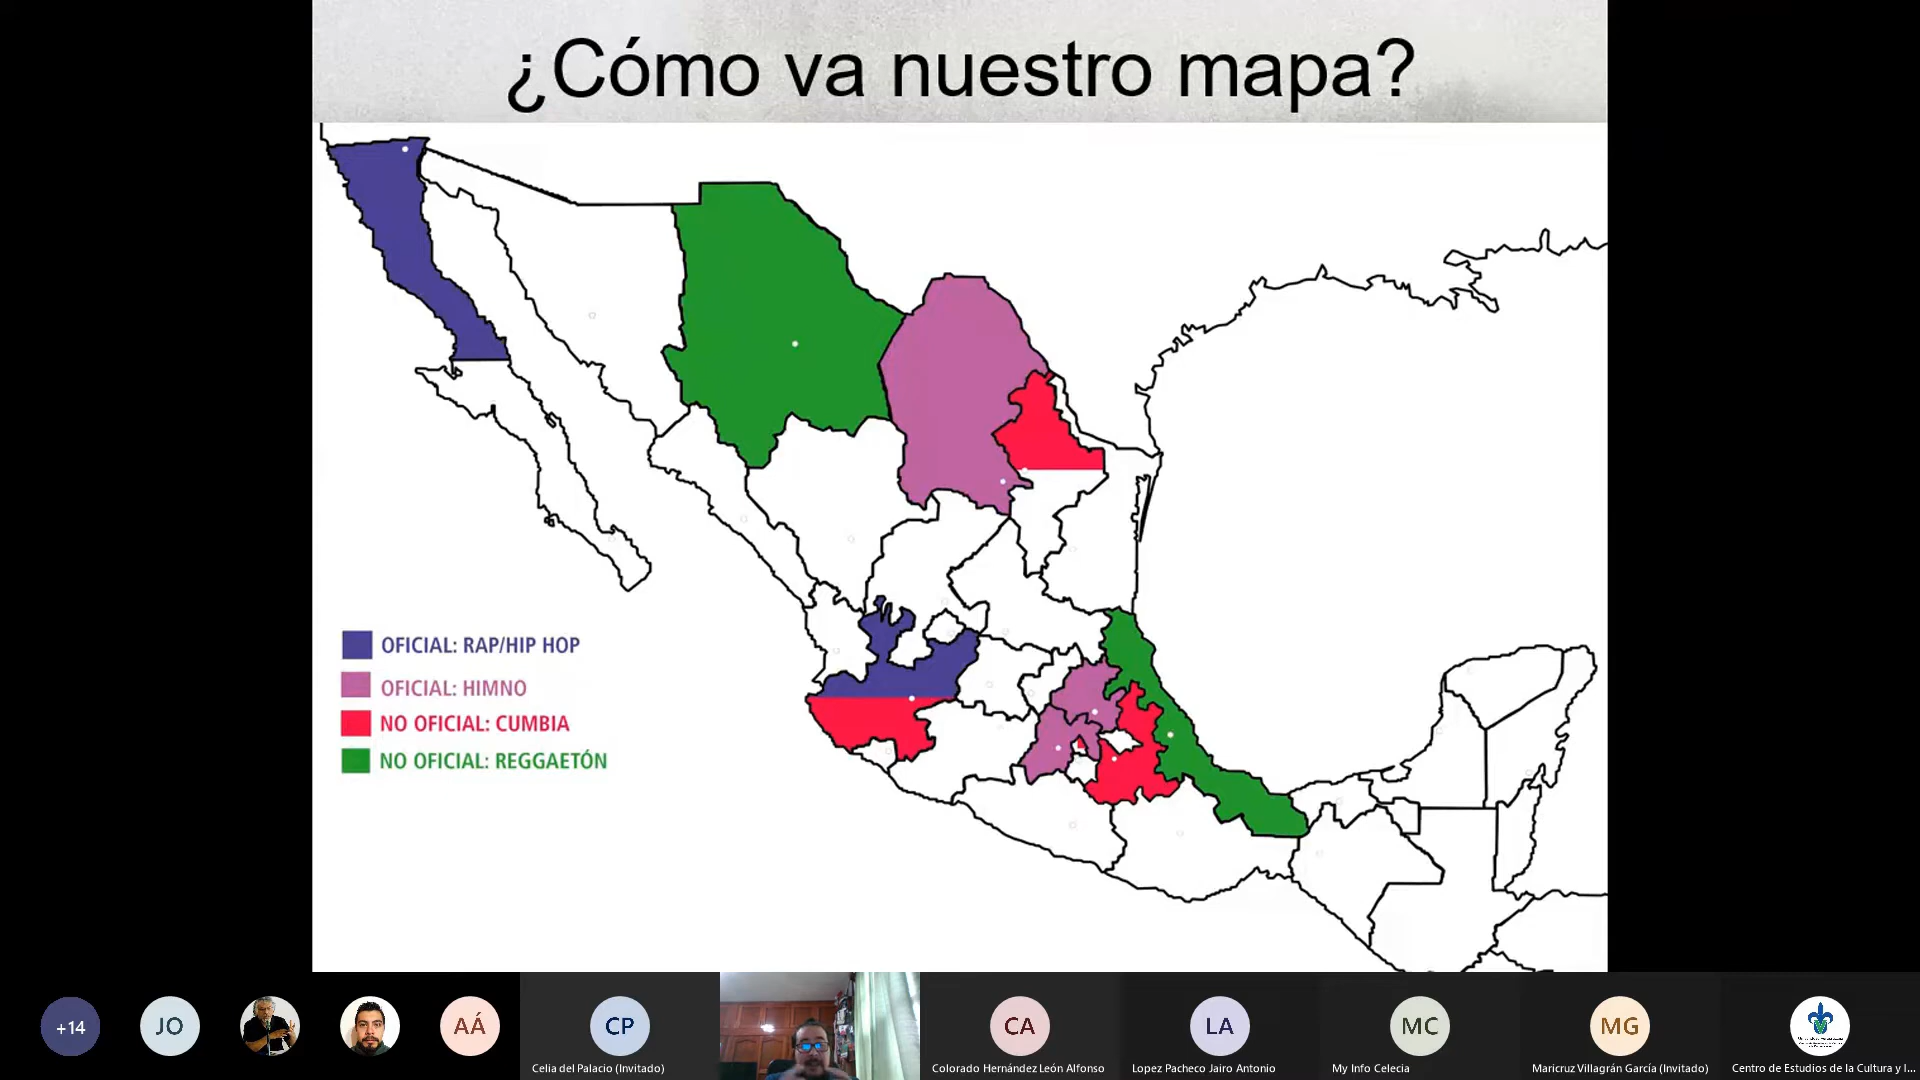 ¿Cómo va nuestro mapa?
OFICIAL: RAP/HIP HOP
OFICIAL: HIMNO
NO OFICIAL: CUMBIA
NO OFICIAL: REGGAETÓN
+14
JO
AÁ
CP
CA
LA
MC
MG
Celia del Palacio (Invitado)
Colorado Hernández León Alfonso
Lopez Pacheco Jairo Antonio
My Info Celecia
Maricruz Villagrán García (Invitado)
Centro de Estudios de la Cultura y l...